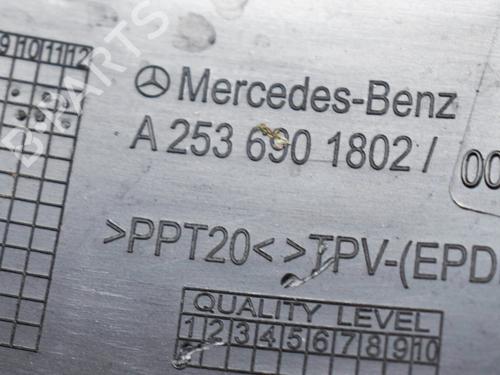 9 10 11 12
Mercedes-Benz
A 253 690 1802 / 00
>PPT20< >TPV-(EPD
QUALITY LEVEL
1 2 3 4 5 6 7 8 9 10